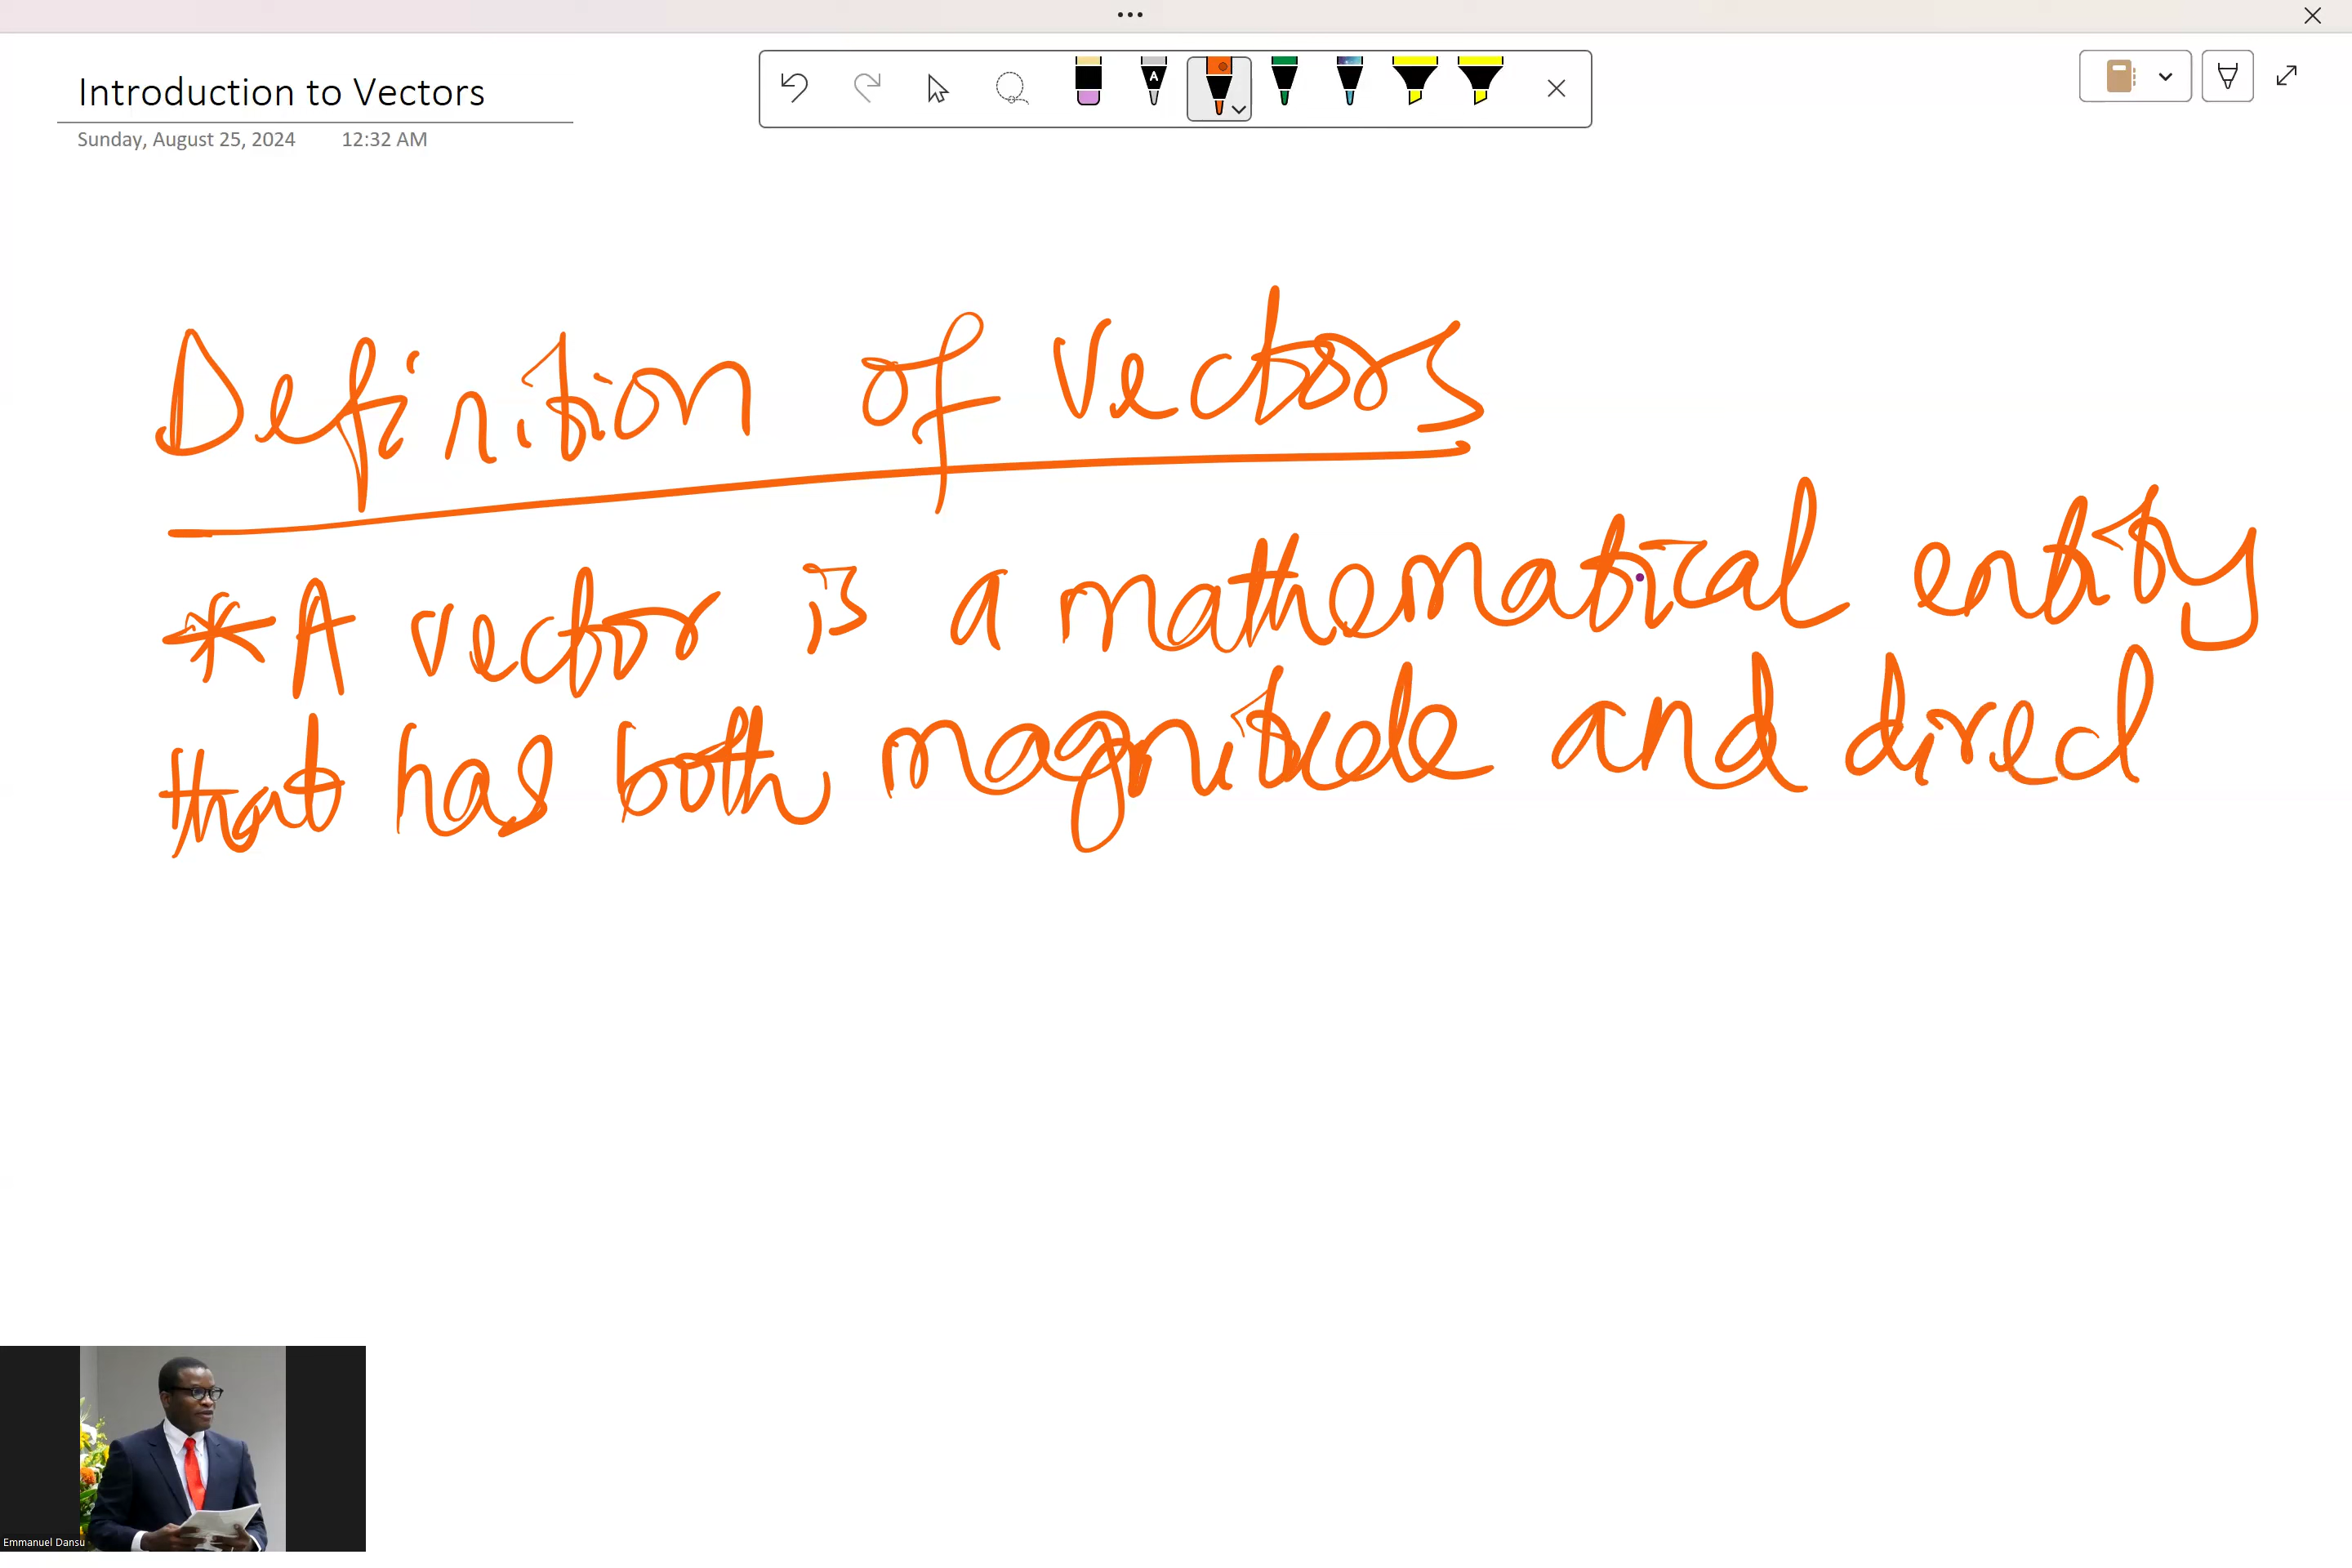 Introduction to Vectors
Sunday, August 25, 2024 12:32 AM
A
Definition of vectors
*A vector is a mathematical entity
that has both magnitude and direc
Emmanuel Dansu